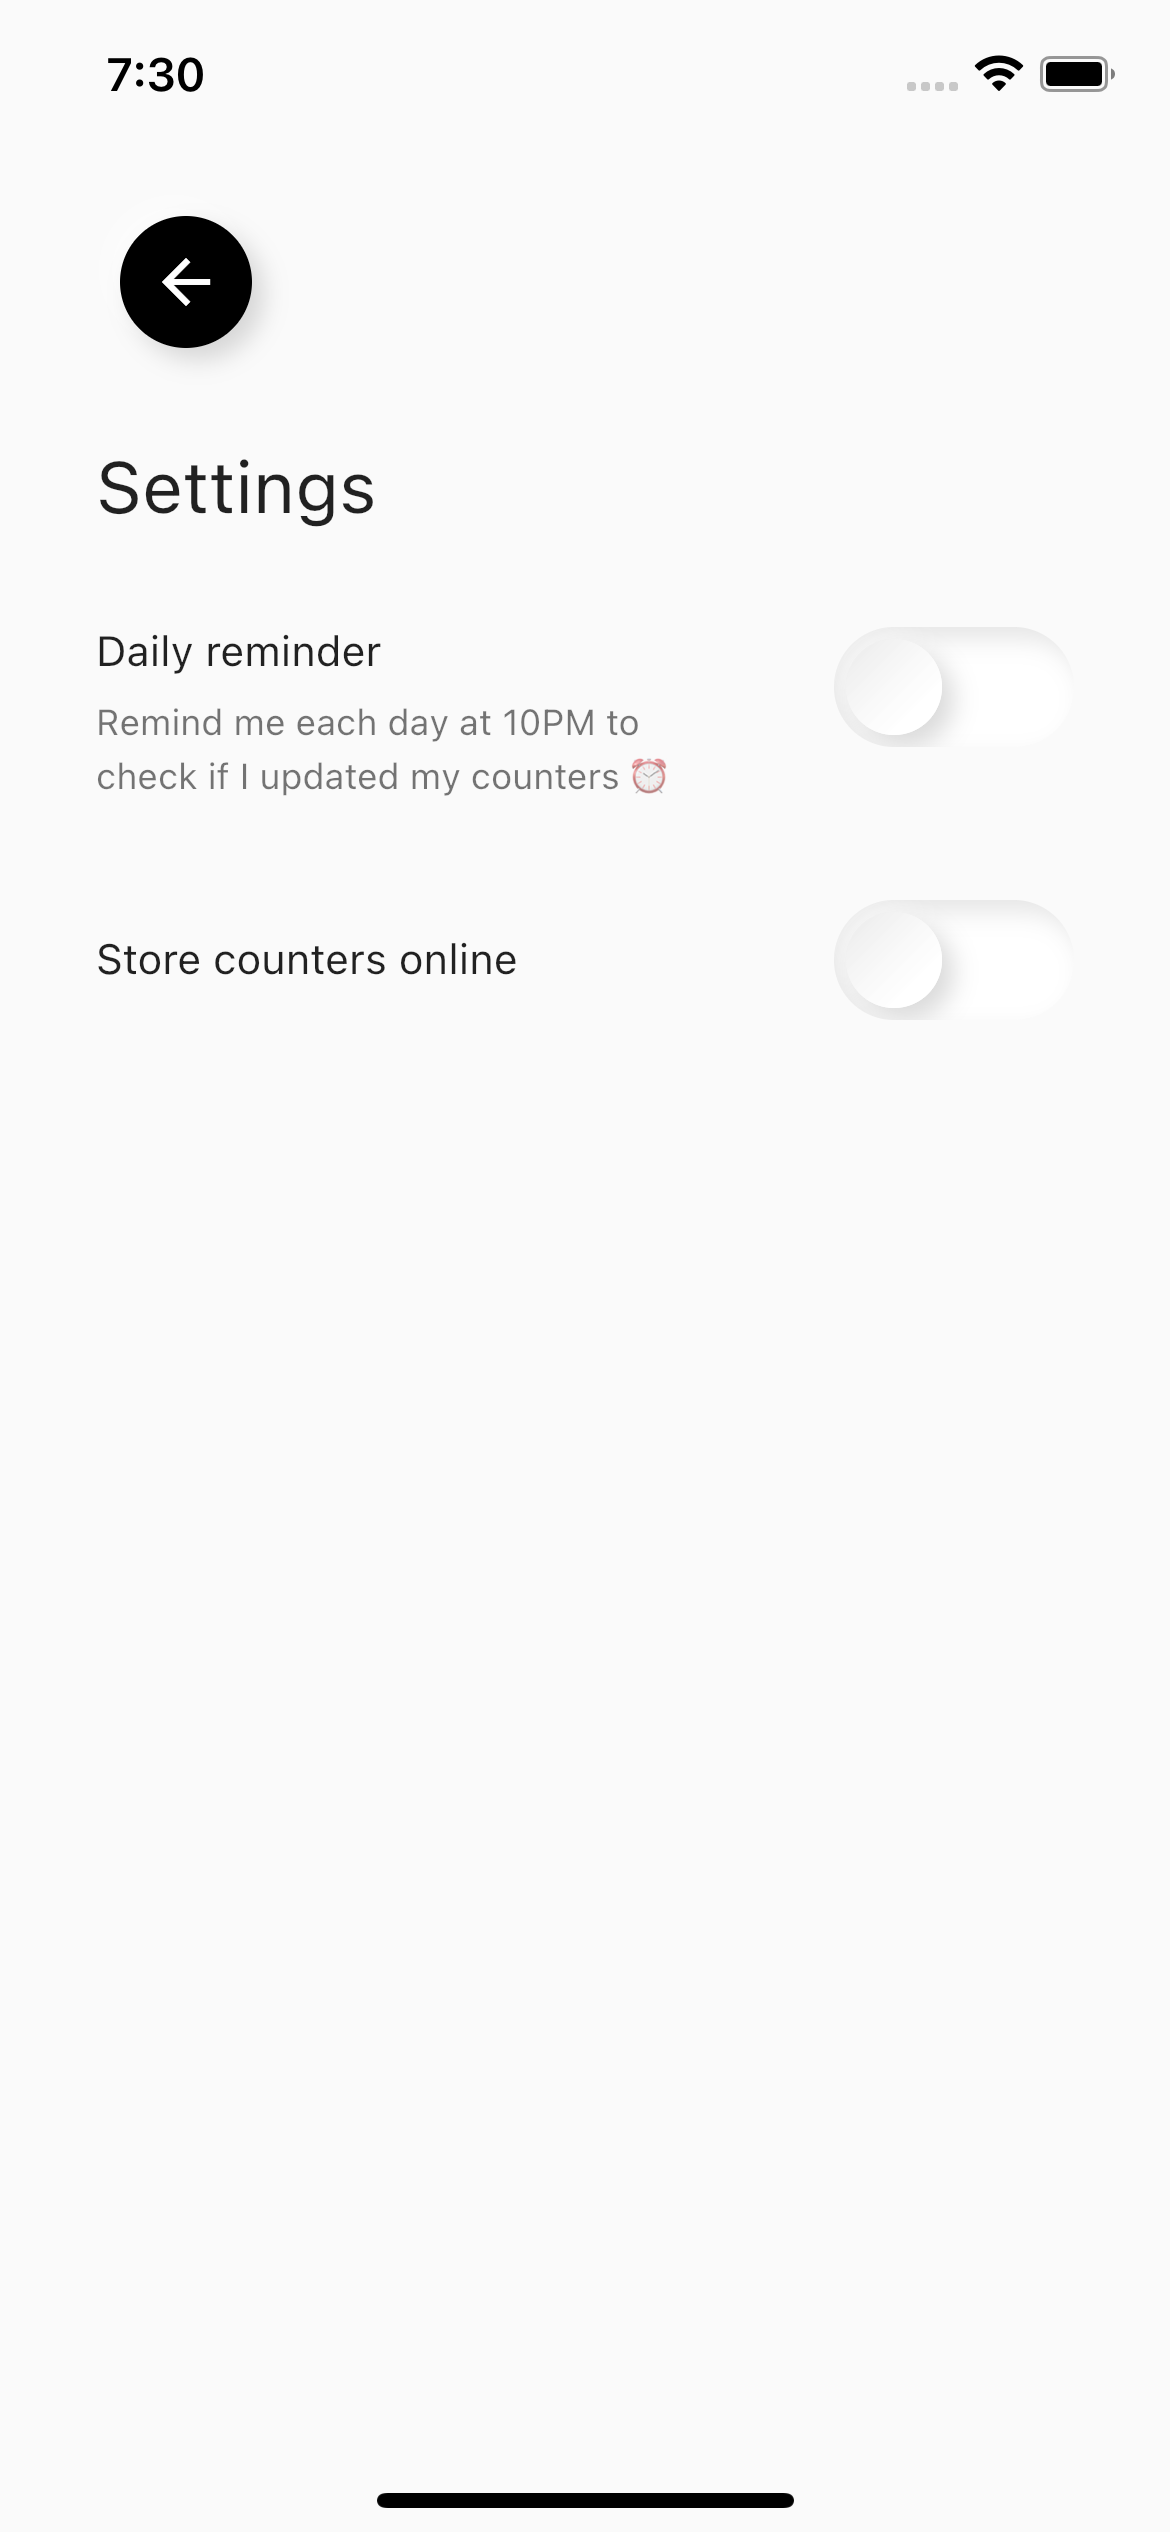 7:30
Settings
Daily reminder
Remind me each day at 10PM to
check if I updated my counters ⏰
Store counters online